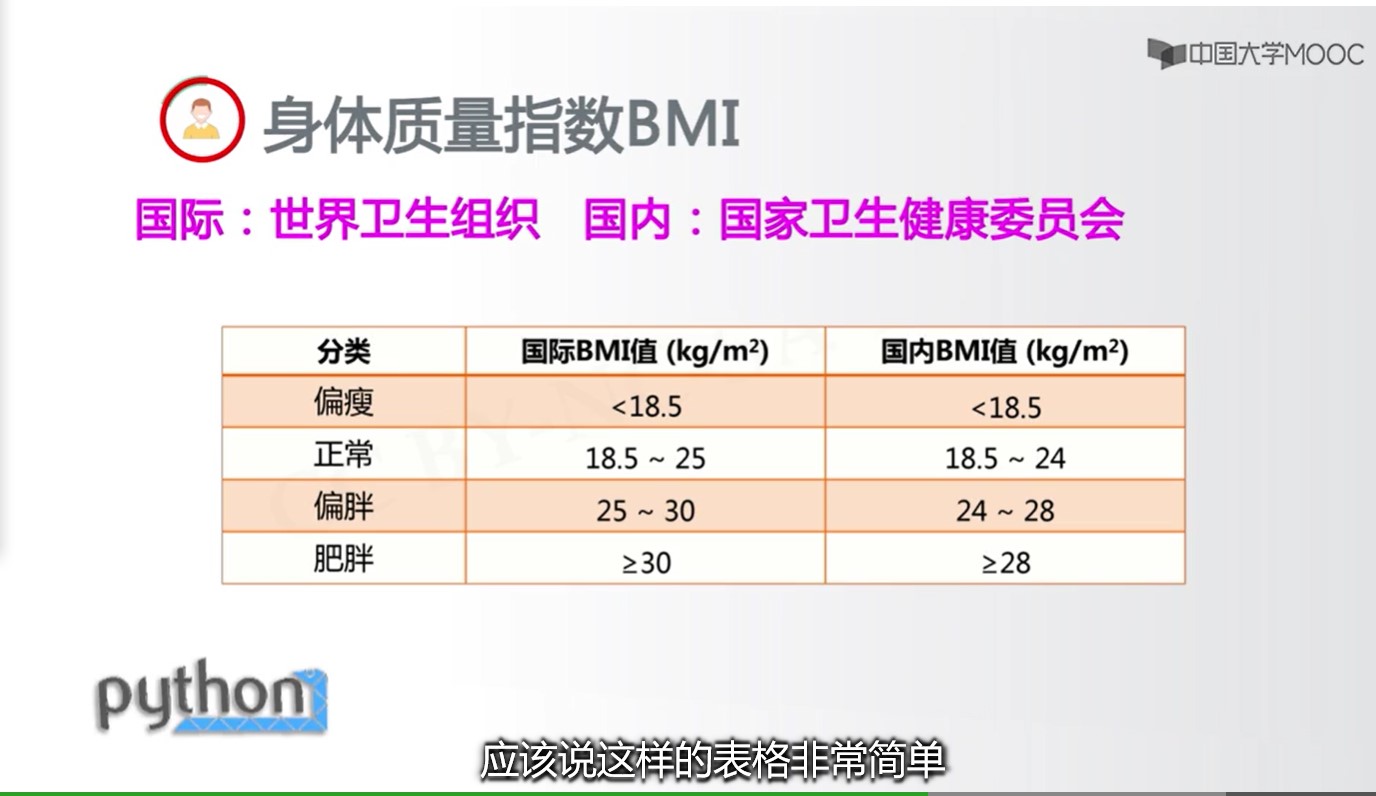 中国大学MOOC
身体质量指数BMI
国际：世界卫生组织 国内：国家卫生健康委员会
分类 国际BMI值 (kg/m²) 国内BMI值 (kg/m²)
偏瘦 <18.5 <18.5
正常 18.5 ~ 25 18.5 ~ 24
偏胖 25 ~ 30 24 ~ 28
肥胖 ≥30 ≥28
python
应该说这样的表格非常简单